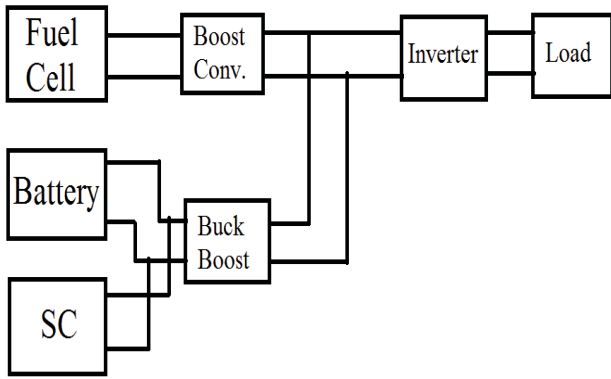 Fuel
Cell
Boost
Conv.
Inverter
Load
Battery
Buck
Boost
SC